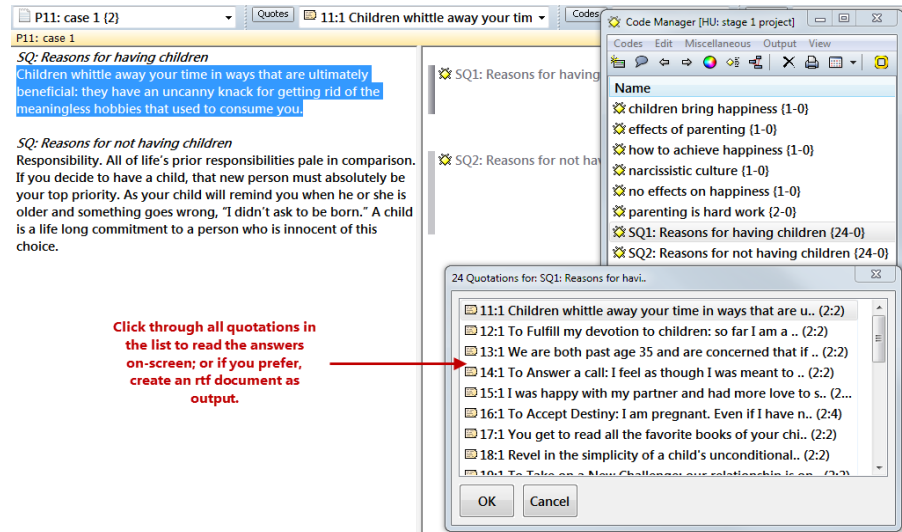 P11: case 1 {2}
Quotes
11:1 Children whittle away your tim
Codes
P11: case 1
SQ: Reasons for having children
Children whittle away your time in ways that are ultimately
beneficial: they have an uncanny knack for getting rid of the
meaningless hobbies that used to consume you.
SQ: Reasons for not having children
Responsibility. All of life's prior responsibilities pale in comparison.
If you decide to have a child, that new person must absolutely be
your top priority. As your child will remind you when he or she is
older and something goes wrong, "I didn't ask to be born." A child
is a life long commitment to a person who is innocent of this
choice.
SQ1: Reasons for having
SQ2: Reasons for not hav
Code Manager [HU: stage 1 project]
Codes Edit Miscellaneous Output View
Name
children bring happiness {1-0}
effects of parenting {1-0}
how to achieve happiness {1-0}
narcissistic culture {1-0}
no effects on happiness {1-0}
parenting is hard work {2-0}
SQ1: Reasons for having children {24-0}
SQ2: Reasons for not having children {24-0}
24 Quotations for: SQ1: Reasons for havi..
11:1 Children whittle away your time in ways that are u.. (2:2)
12:1 To Fulfill my devotion to children: so far I am a .. (2:2)
13:1 We are both past age 35 and are concerned that if .. (2:2)
14:1 To Answer a call: I feel as though I was meant to .. (2:2)
15:1 I was happy with my partner and had more love to s.. (2...
16:1 To Accept Destiny: I am pregnant. Even if I have n.. (2:4)
17:1 You get to read all the favorite books of your chi.. (2:2)
18:1 Revel in the simplicity of a child's unconditional.. (2:2)
19:1 To Take on a New Challenge: our relationship is on.. (2:2)
OK
Cancel
Click through all quotations in
the list to read the answers
on-screen; or if you prefer,
create an rtf document as
output.